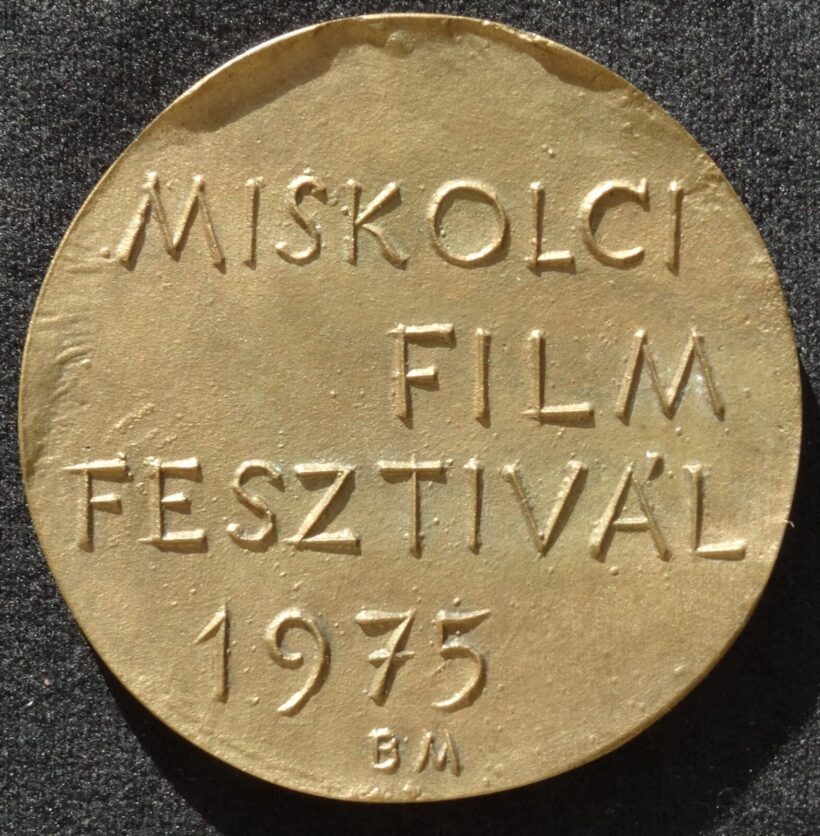 MISKOLCI
FILM
FESZTIVÁL
1975
BM